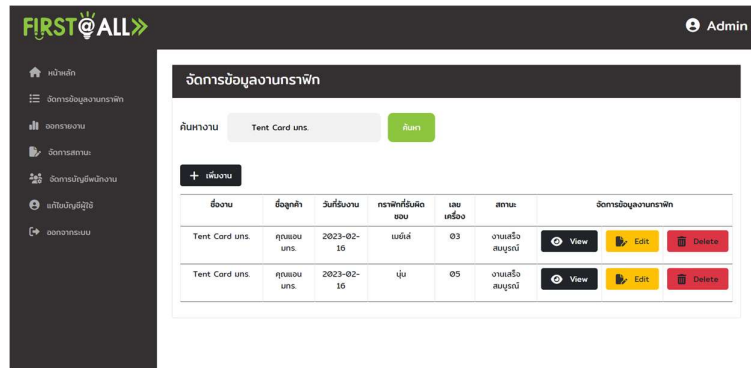 FIRST@ALL
Admin
หน้าหลัก
จัดการข้อมูลงานกราฟิก
ออกรายงาน
จัดการสถานะ
จัดการบัญชีพนักงาน
แก้ไขบัญชีผู้ใช้
ออกจากระบบ
จัดการข้อมูลงานกราฟิก
ค้นหางาน Tent Card มทร. ค้นหา
+ เพิ่มงาน
ชื่องาน ชื่อลูกค้า วันที่รับงาน กราฟิกที่รับผิดชอบ เลขเครื่อง สถานะ จัดการข้อมูลงานกราฟิก
Tent Card มทร. คุณแอน มทร. 2023-02-16 เมย์เล่ 03 งานเสร็จสมบูรณ์ View Edit Delete
Tent Card มทร. คุณแอน มทร. 2023-02-16 นุ่น 05 งานเสร็จสมบูรณ์ View Edit Delete